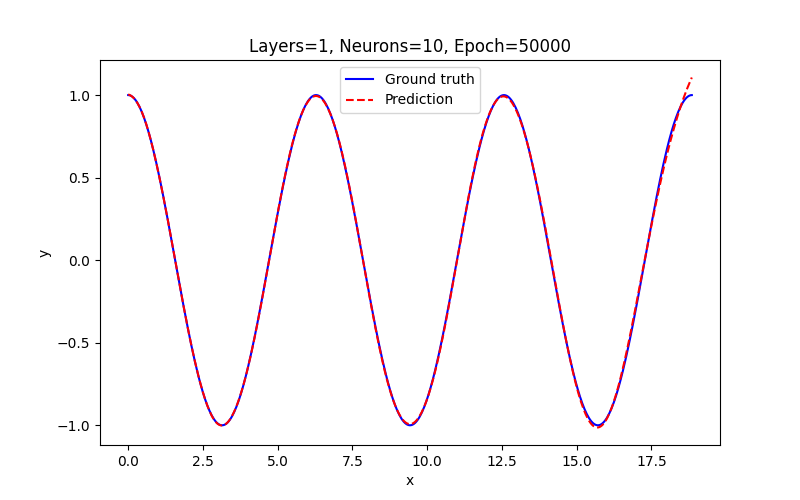 Layers=1, Neurons=10, Epoch=50000
Ground truth
Prediction
1.0
0.5
0.0
−0.5
−1.0
y
0.0 2.5 5.0 7.5 10.0 12.5 15.0 17.5
x